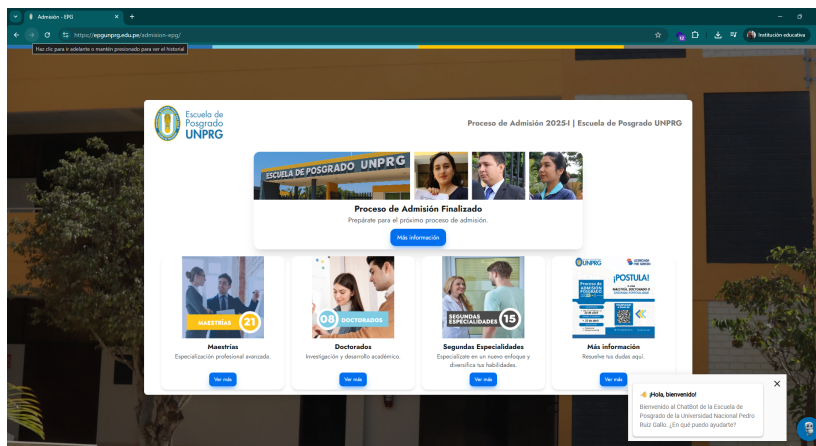 Admisión - EPG
https://epgunprg.edu.pe/admision-epg/
12
Institución educativa
Haz clic para ir adelante o mantén presionado para ver el historial
Escuela de
Posgrado
UNPRG
Proceso de Admisión 2025-I | Escuela de Posgrado UNPRG
ESCUELA DE POSGRADO UNPRG
Proceso de Admisión Finalizado
Prepárate para el próximo proceso de admisión.
Más información
MAESTRÍAS 21
Maestrías
Especialización profesional avanzada.
Ver más
08 DOCTORADOS
Doctorados
Investigación y desarrollo académico.
Ver más
SEGUNDAS
ESPECIALIDADES 15
Segundas Especialidades
Especialízate en un nuevo enfoque y
diversifica tus habilidades.
Ver más
UNPRG
¡POSTULA!
Proceso de
ADMISIÓN
POSGRADO
Más información
Resuelve tus dudas aquí.
Ver más
¡Hola, bienvenido!
Bienvenido al ChatBot de la Escuela de
Posgrado de la Universidad Nacional Pedro
Ruiz Gallo. ¿En qué puedo ayudarte?